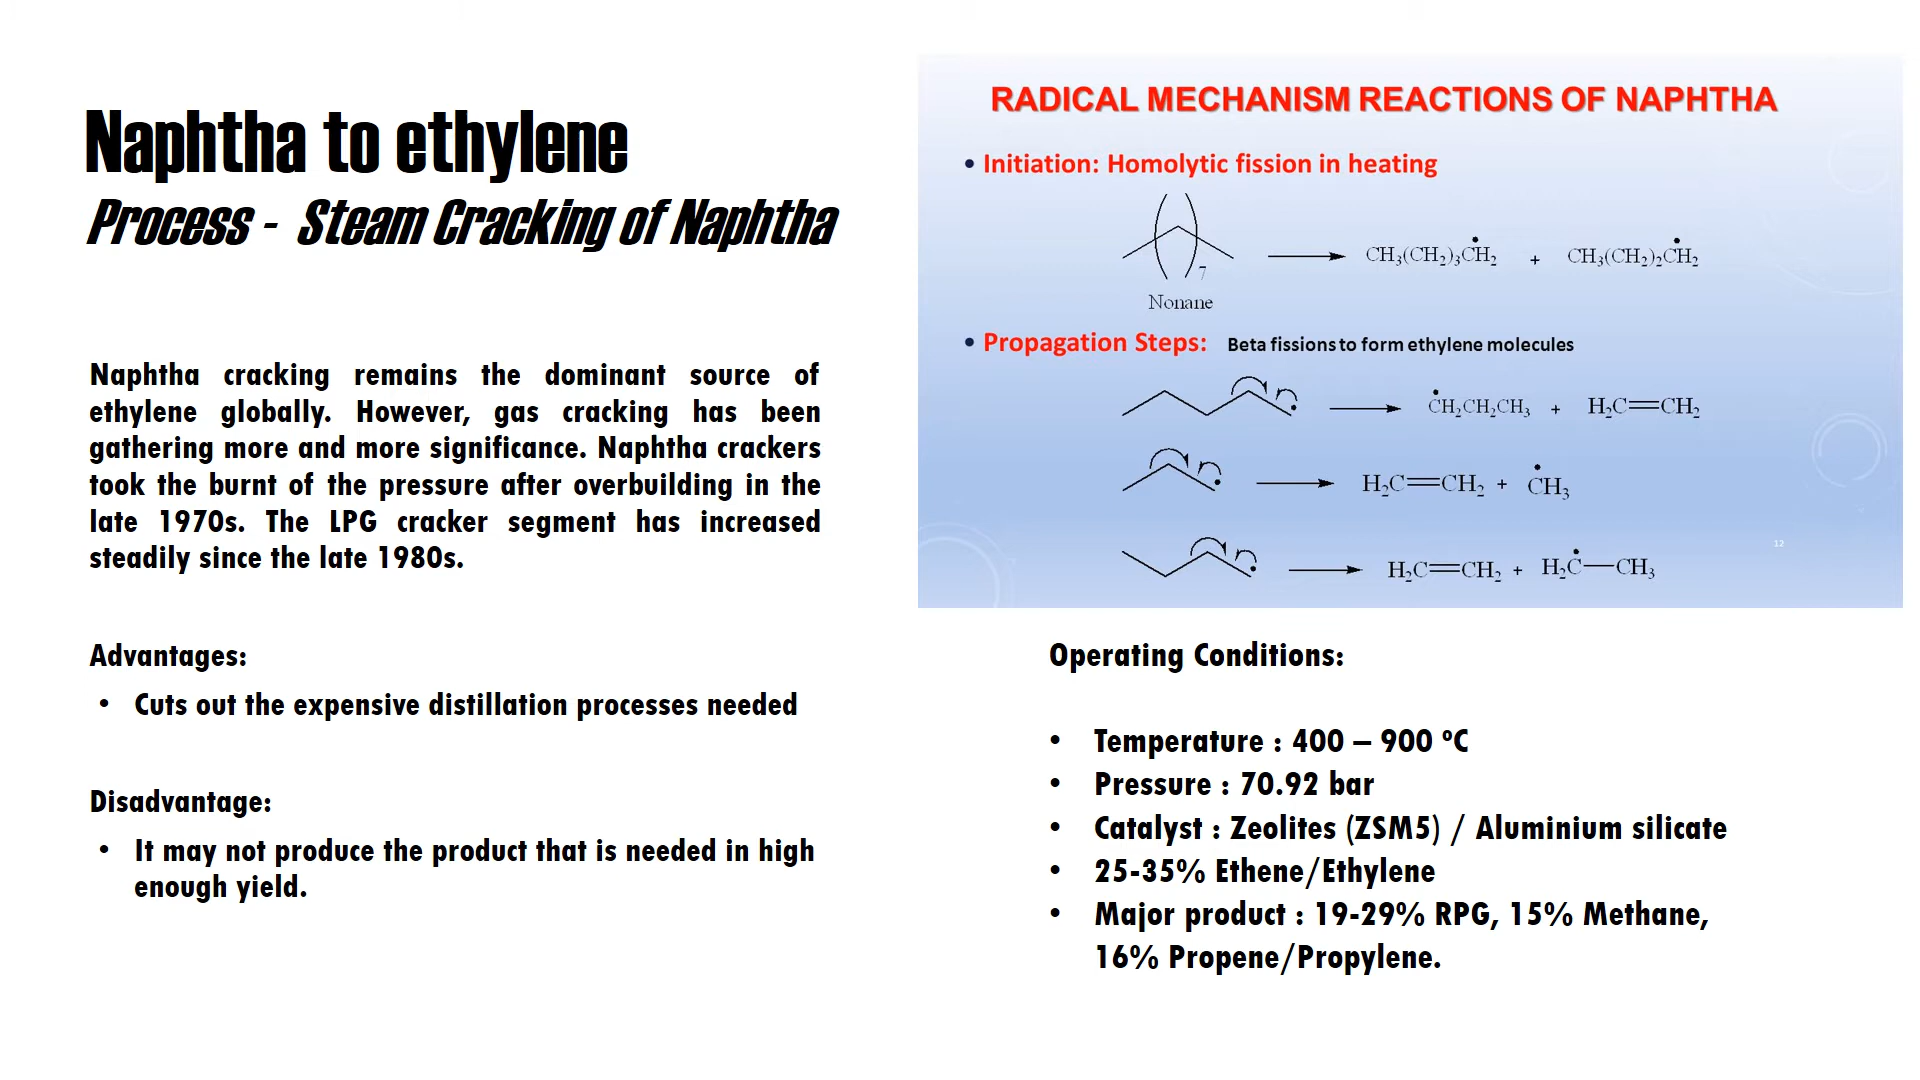 Naphtha to ethylene
Process - Steam Cracking of Naphtha
Naphtha cracking remains the dominant source of
ethylene globally. However, gas cracking has been
gathering more and more significance. Naphtha crackers
took the burnt of the pressure after overbuilding in the
late 1970s. The LPG cracker segment has increased
steadily since the late 1980s.
Advantages:
• Cuts out the expensive distillation processes needed
Disadvantage:
• It may not produce the product that is needed in high
enough yield.
RADICAL MECHANISM REACTIONS OF NAPHTHA
• Initiation: Homolytic fission in heating
7
CH₃(CH₂)₃ĊH₂ + CH₃(CH₂)₂ĊH₂
Nonane
• Propagation Steps: Beta fissions to form ethylene molecules
ĊH₂CH₂CH₃ + H₂C=CH₂
H₂C=CH₂ + ĊH₃
12
H₂C=CH₂ + H₂Ċ—CH₃
Operating Conditions:
• Temperature : 400 – 900 ºC
• Pressure : 70.92 bar
• Catalyst : Zeolites (ZSM5) / Aluminium silicate
• 25-35% Ethene/Ethylene
• Major product : 19-29% RPG, 15% Methane,
16% Propene/Propylene.